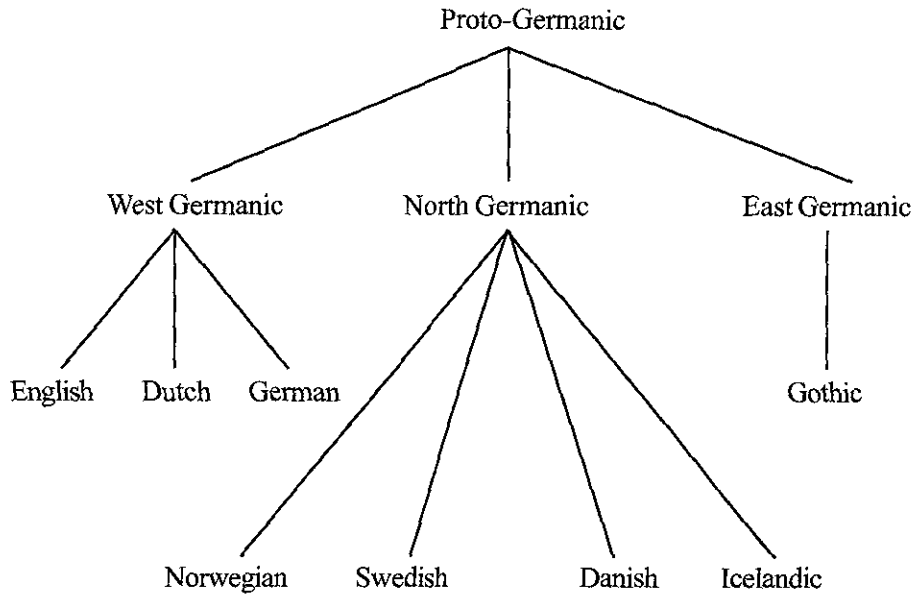 Proto-Germanic
West Germanic North Germanic East Germanic
English Dutch German Gothic
Norwegian Swedish Danish Icelandic